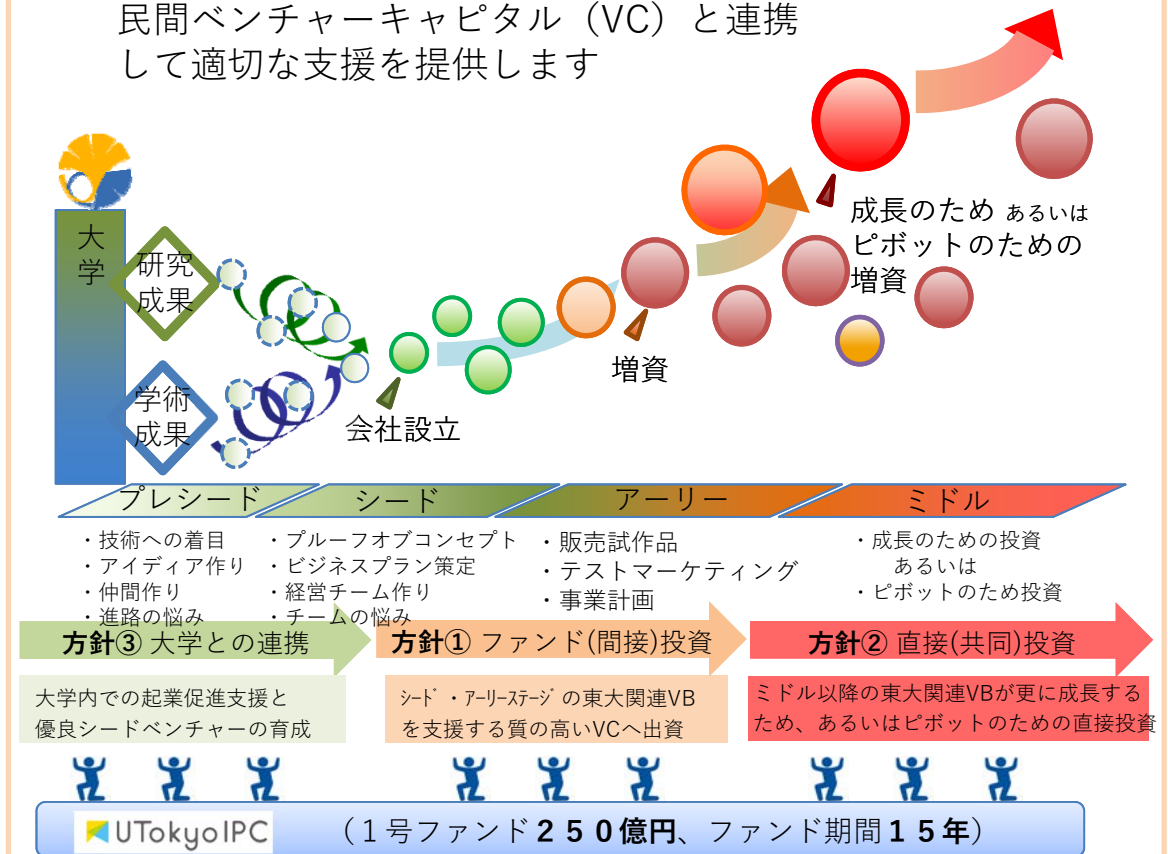 民間ベンチャーキャピタル（VC）と連携
して適切な支援を提供します
大学
研究
成果
学術
成果
会社設立
増資
成長のため あるいは
ピボットのための
増資
プレシード
シード
アーリー
ミドル
・技術への着目
・アイディア作り
・仲間作り
・進路の悩み
・プルーフオブコンセプト
・ビジネスプラン策定
・経営チーム作り
・チームの悩み
・販売試作品
・テストマーケティング
・事業計画
・成長のための投資
あるいは
・ピボットのため投資
方針③ 大学との連携
方針① ファンド(間接)投資
方針② 直接(共同)投資
大学内での起業促進支援と
優良シードベンチャーの育成
ｼｰﾄﾞ・ｱｰﾘｰｽﾃｰｼﾞの東大関連VB
を支援する質の高いVCへ出資
ミドル以降の東大関連VBが更に成長する
ため、あるいはピボットのための直接投資
UTokyoIPC
（１号ファンド２５０億円、ファンド期間１５年）